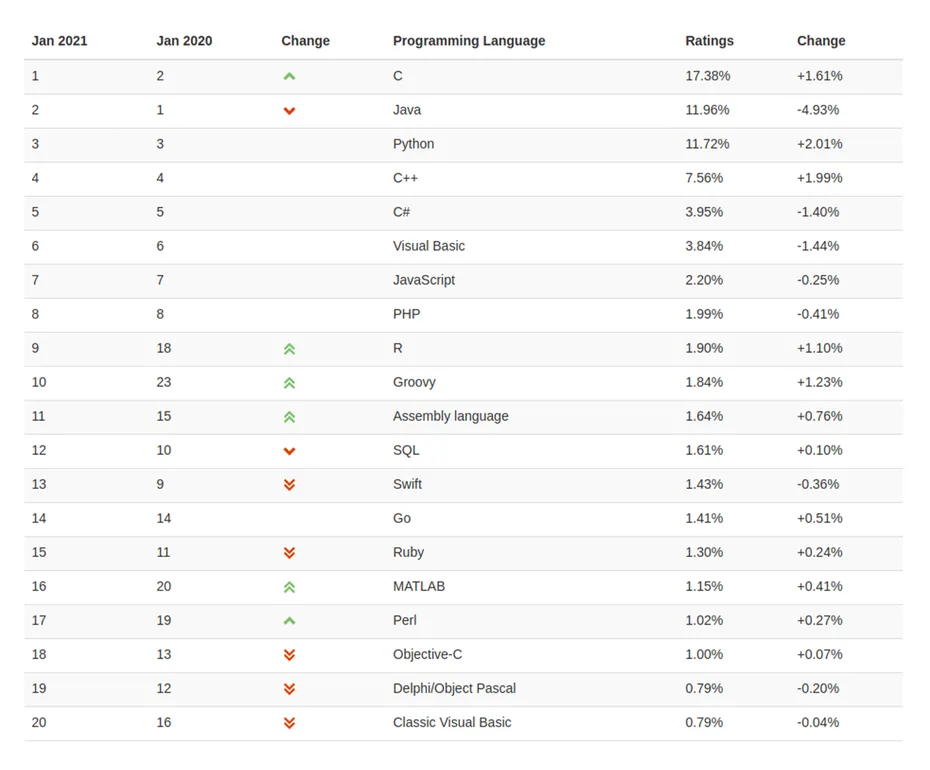 Jan 2021 Jan 2020 Change Programming Language Ratings Change
1 2 C 17.38% +1.61%
2 1 Java 11.96% -4.93%
3 3 Python 11.72% +2.01%
4 4 C++ 7.56% +1.99%
5 5 C# 3.95% -1.40%
6 6 Visual Basic 3.84% -1.44%
7 7 JavaScript 2.20% -0.25%
8 8 PHP 1.99% -0.41%
9 18 R 1.90% +1.10%
10 23 Groovy 1.84% +1.23%
11 15 Assembly language 1.64% +0.76%
12 10 SQL 1.61% +0.10%
13 9 Swift 1.43% -0.36%
14 14 Go 1.41% +0.51%
15 11 Ruby 1.30% +0.24%
16 20 MATLAB 1.15% +0.41%
17 19 Perl 1.02% +0.27%
18 13 Objective-C 1.00% +0.07%
19 12 Delphi/Object Pascal 0.79% -0.20%
20 16 Classic Visual Basic 0.79% -0.04%